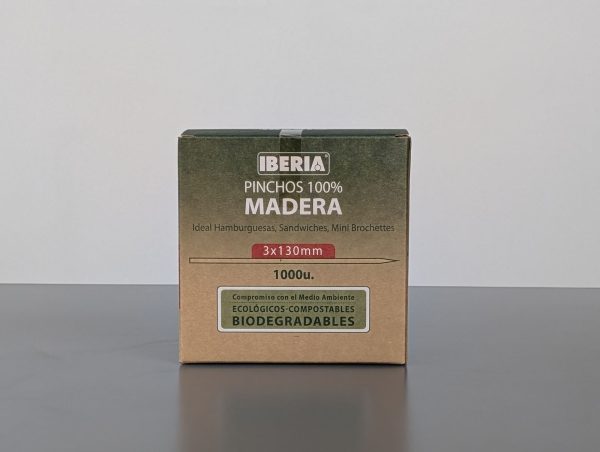 IBERIA
PINCHOS 100%
MADERA
Ideal Hamburguesas, Sandwiches, Mini Brochettes
3x130mm
1000u.
Compromiso con el Medio Ambiente
ECOLÓGICOS·COMPOSTABLES
BIODEGRADABLES